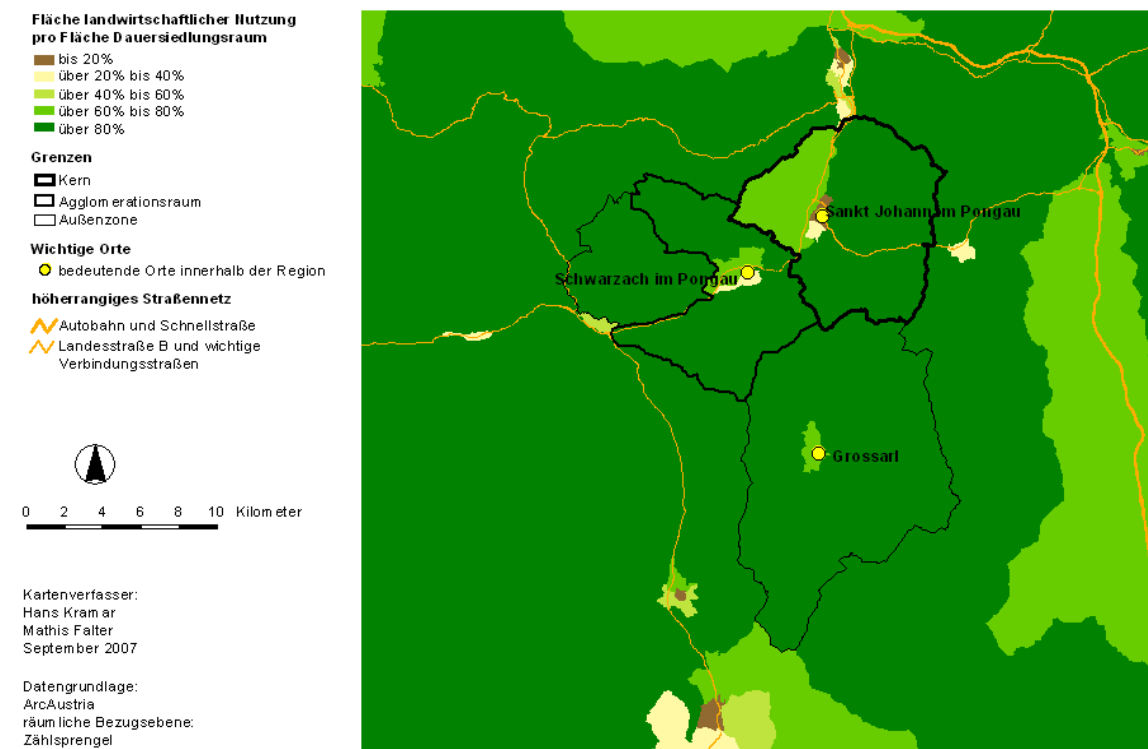 Fläche landwirtschaftlicher Nutzung
pro Fläche Dauersiedlungsraum
bis 20%
über 20% bis 40%
über 40% bis 60%
über 60% bis 80%
über 80%
Grenzen
Kern
Agglomerationsraum
Außenzone
Wichtige Orte
bedeutende Orte innerhalb der Region
höherrangiges Straßennetz
Autobahn und Schnellstraße
Landesstraße B und wichtige
Verbindungsstraßen
0 2 4 6 8 10 Kilometer
Kartenverfasser:
Hans Kramar
Mathis Falter
September 2007
Datengrundlage:
ArcAustria
räumliche Bezugsebene:
Zählsprengel
Sankt Johann im Pongau
Schwarzach im Pongau
Grossarl